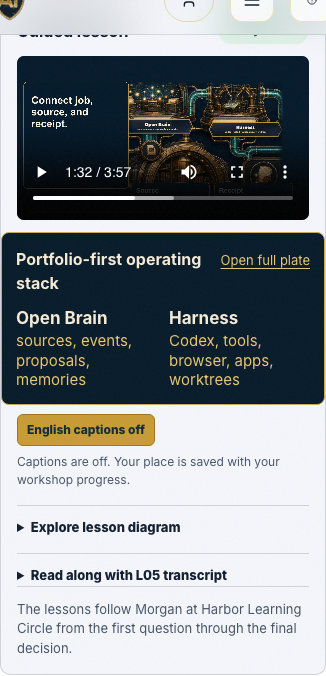 Guided lesson
Connect job,
source, and
receipt.
Open Brain
Harness
Source
Receipt
1:32 / 3:57
Portfolio-first operating
stack
Open full plate
Open Brain
sources, events,
proposals,
memories
Harness
Codex, tools,
browser, apps,
worktrees
English captions off
Captions are off. Your place is saved with your
workshop progress.
Explore lesson diagram
Read along with L05 transcript
The lessons follow Morgan at Harbor Learning
Circle from the first question through the final
decision.